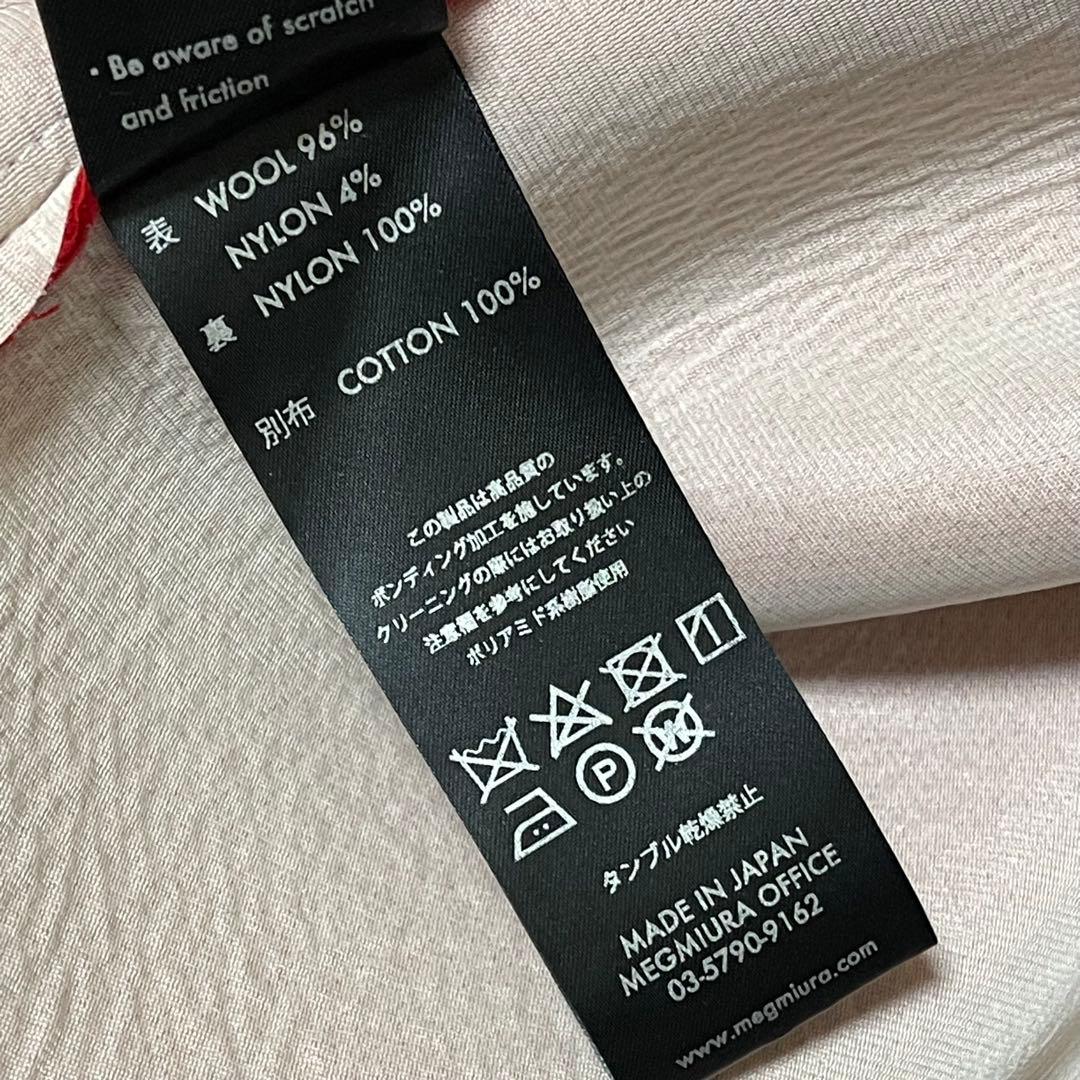 ・Be aware of scratch
and friction
表 WOOL 96%
NYLON 4%
裏 NYLON 100%
別布 COTTON 100%
この製品は高品質の
ボンディング加工を施しています。
クリーニングの際にはお取り扱い上の
注意欄を参考にしてください
ポリアミド系樹脂使用
P
W
タンブル乾燥禁止
MADE IN JAPAN
MEGMIURA OFFICE
03-5790-9162
www.megmiura.com